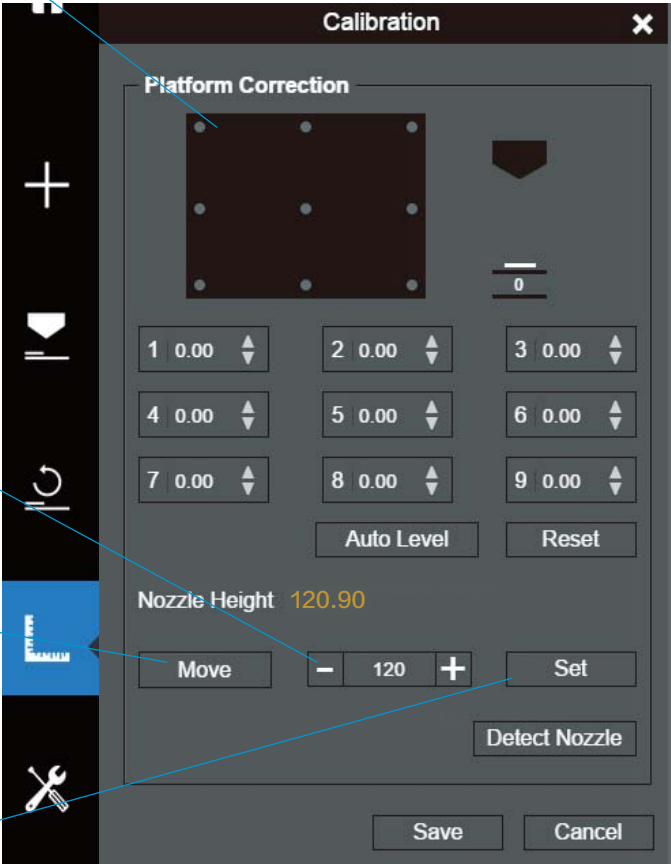 Calibration
Platform Correction
0
1 0.00 2 0.00 3 0.00
4 0.00 5 0.00 6 0.00
7 0.00 8 0.00 9 0.00
Auto Level Reset
Nozzle Height 120.90
Move 120 Set
Detect Nozzle
Save Cancel